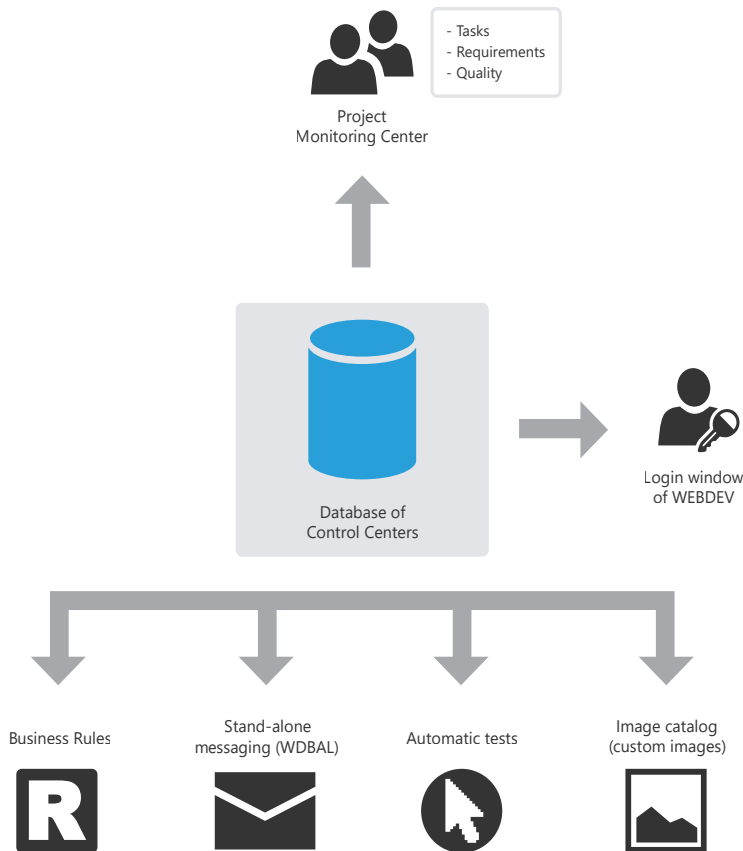 - Tasks
- Requirements
- Quality
Project
Monitoring Center
Database of
Control Centers
Login window
of WEBDEV
Business Rules
Stand-alone
messaging (WDBAL)
Automatic tests
Image catalog
(custom images)
R